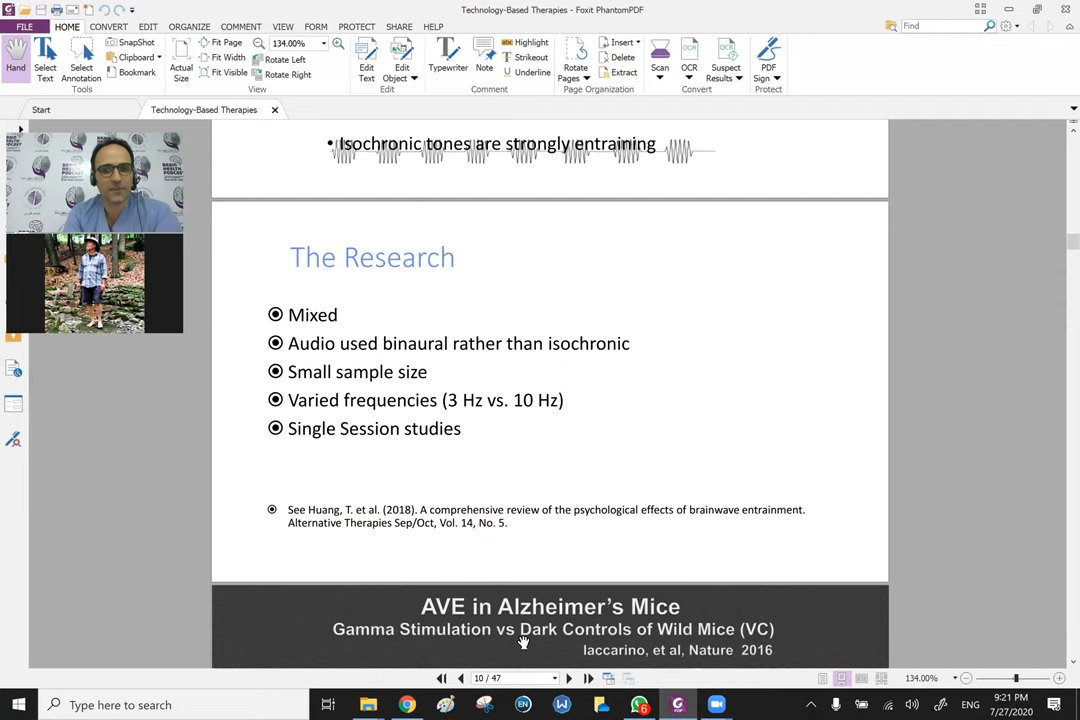 Technology-Based Therapies - Foxit PhantomPDF
FILE HOME CONVERT EDIT ORGANIZE COMMENT VIEW FORM PROTECT SHARE HELP
Find
Hand
Select Text
Select Annotation
SnapShot
Clipboard
Bookmark
Tools
Actual Size
Fit Page
Fit Width
Fit Visible
134.00%
Rotate Left
Rotate Right
View
Edit Text
Edit Object
Edit
Typewriter
Note
Highlight
Strikeout
Underline
Comment
Rotate Pages
Insert
Delete
Extract
Page Organization
Scan
OCR
Suspect Results
Convert
PDF Sign
Protect
Start
Technology-Based Therapies
• Isochronic tones are strongly entraining
The Research
Mixed
Audio used binaural rather than isochronic
Small sample size
Varied frequencies (3 Hz vs. 10 Hz)
Single Session studies
See Huang, T. et al. (2018). A comprehensive review of the psychological effects of brainwave entrainment.
Alternative Therapies Sep/Oct, Vol. 14, No. 5.
AVE in Alzheimer's Mice
Gamma Stimulation vs Dark Controls of Wild Mice (VC)
Iaccarino, et al, Nature 2016
10 / 47
134.00%
Type here to search
EN
6
ENG
9:21 PM
7/27/2020